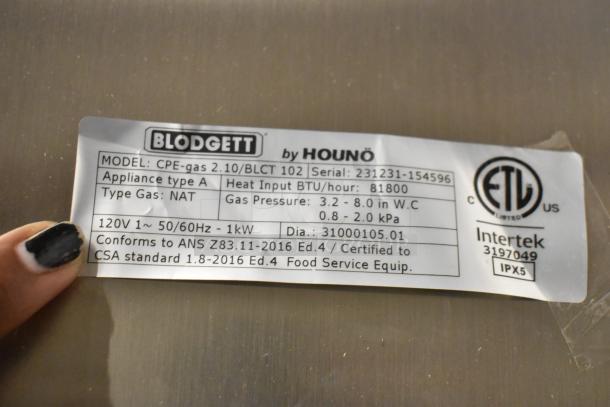 BLODGETT by HOUNÖ
MODEL: CPE-gas 2.10/BLCT 102 Serial: 231231-154596
Appliance type A Heat Input BTU/hour: 81800
Type Gas: NAT Gas Pressure: 3.2 - 8.0 in W.C
0.8 - 2.0 kPa
120V 1~ 50/60Hz - 1kW Dia.: 31000105.01
Conforms to ANS Z83.11-2016 Ed.4 / Certified to
CSA standard 1.8-2016 Ed.4 Food Service Equip.
C ETL US
LISTED
Intertek
3197049
IPX5